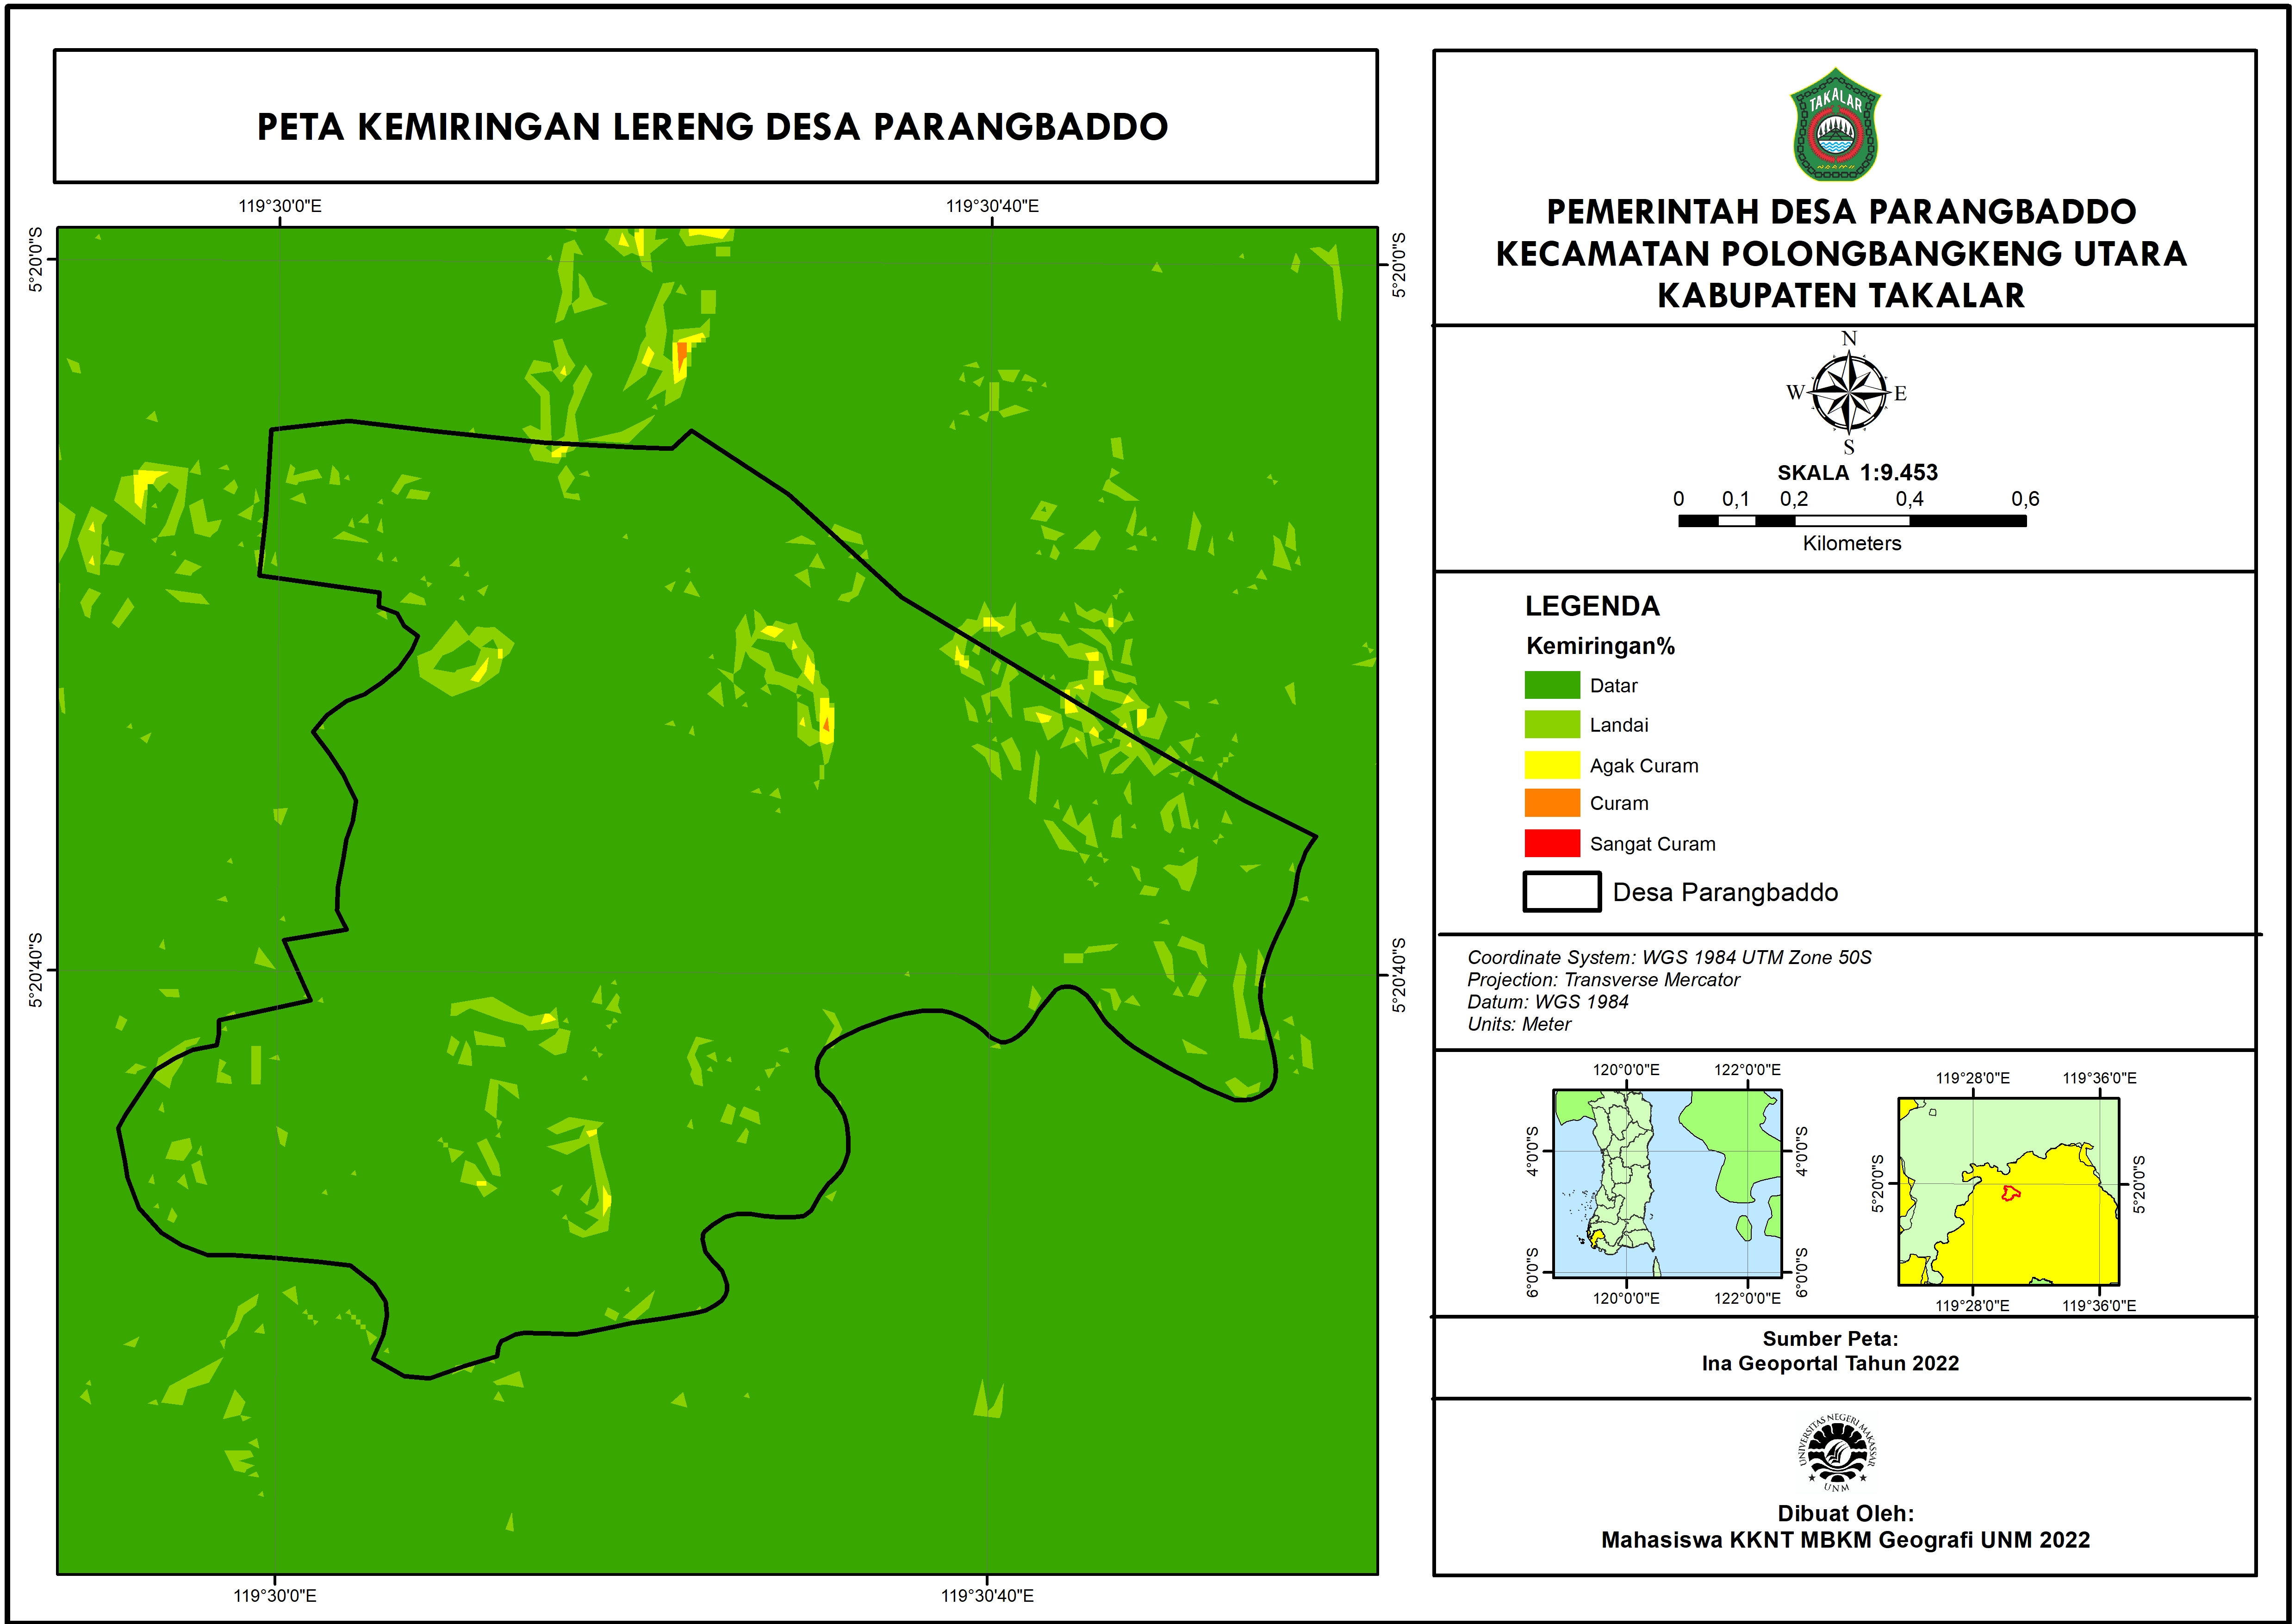 PETA KEMIRINGAN LERENG DESA PARANGBADDO
119°30'0"E
119°30'40"E
5°20'0"S
5°20'0"S
5°20'40"S
5°20'40"S
119°30'0"E
119°30'40"E
TAKALAR
PEMERINTAH DESA PARANGBADDO
KECAMATAN POLONGBANGKENG UTARA
KABUPATEN TAKALAR
N
W
E
S
SKALA 1:9.453
0 0,1 0,2 0,4 0,6
Kilometers
LEGENDA
Kemiringan%
Datar
Landai
Agak Curam
Curam
Sangat Curam
Desa Parangbaddo
Coordinate System: WGS 1984 UTM Zone 50S
Projection: Transverse Mercator
Datum: WGS 1984
Units: Meter
120°0'0"E
122°0'0"E
4°0'0"S
4°0'0"S
6°0'0"S
6°0'0"S
120°0'0"E
122°0'0"E
119°28'0"E
119°36'0"E
5°20'0"S
5°20'0"S
119°28'0"E
119°36'0"E
Sumber Peta:
Ina Geoportal Tahun 2022
UNIVERSITAS NEGERI MAKASSAR
UNM
Dibuat Oleh:
Mahasiswa KKNT MBKM Geografi UNM 2022